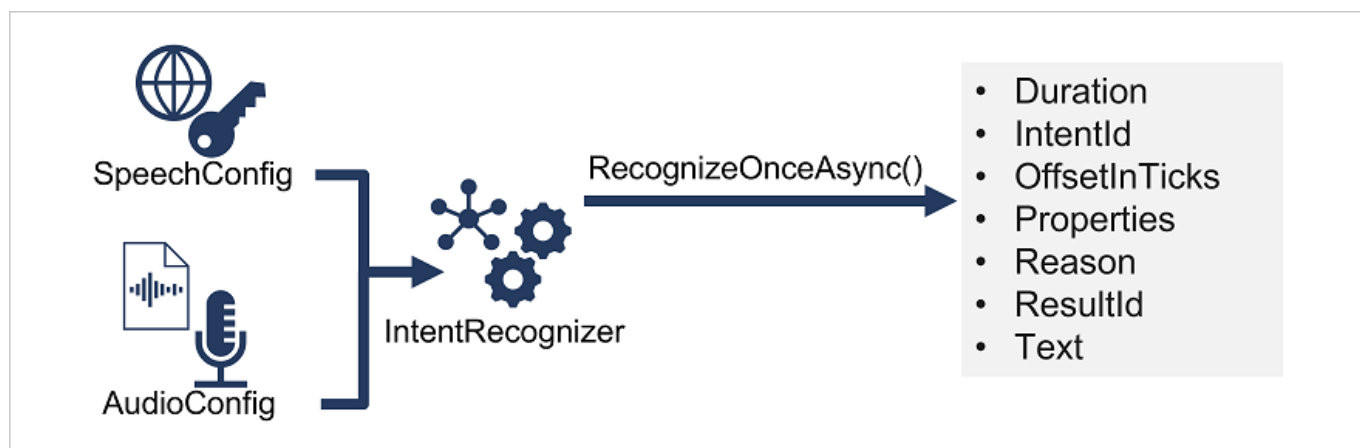 SpeechConfig
AudioConfig
IntentRecognizer
RecognizeOnceAsync()
• Duration
• IntentId
• OffsetInTicks
• Properties
• Reason
• ResultId
• Text